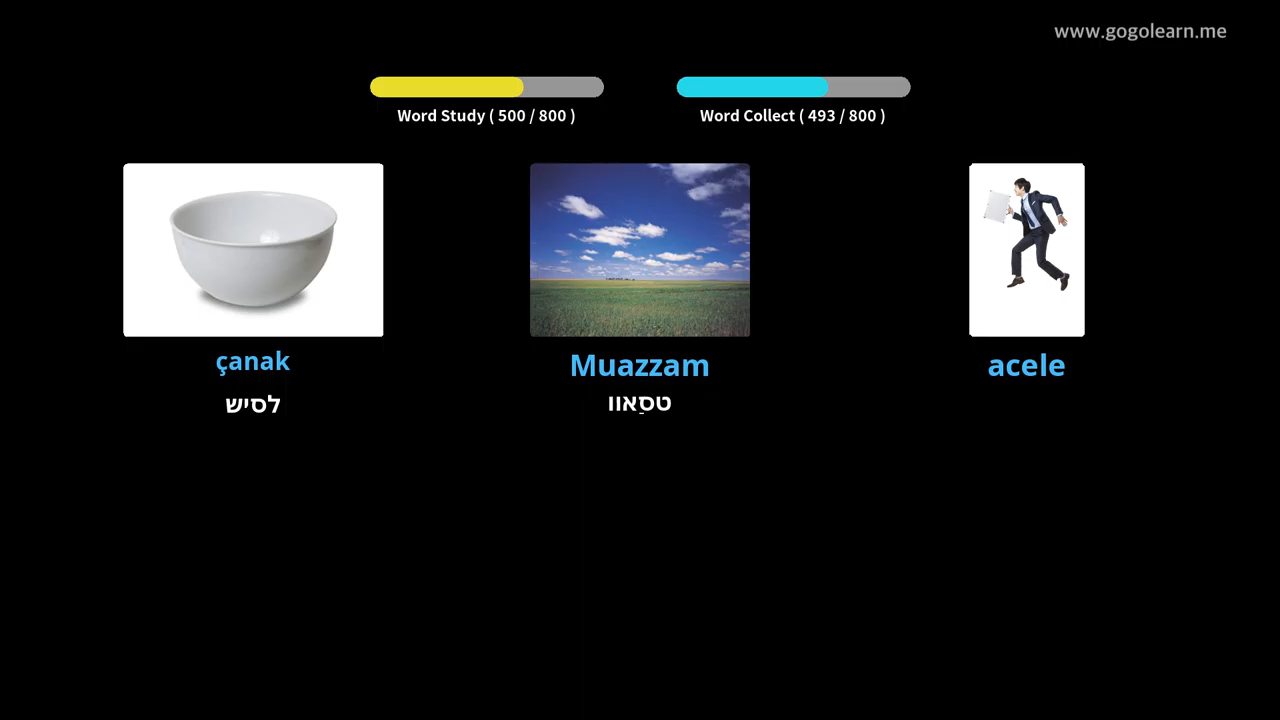 www.gogolearn.me
Word Study ( 500 / 800 )
Word Collect ( 493 / 800 )
çanak
Muazzam
acele
לסיש
טסַאוו